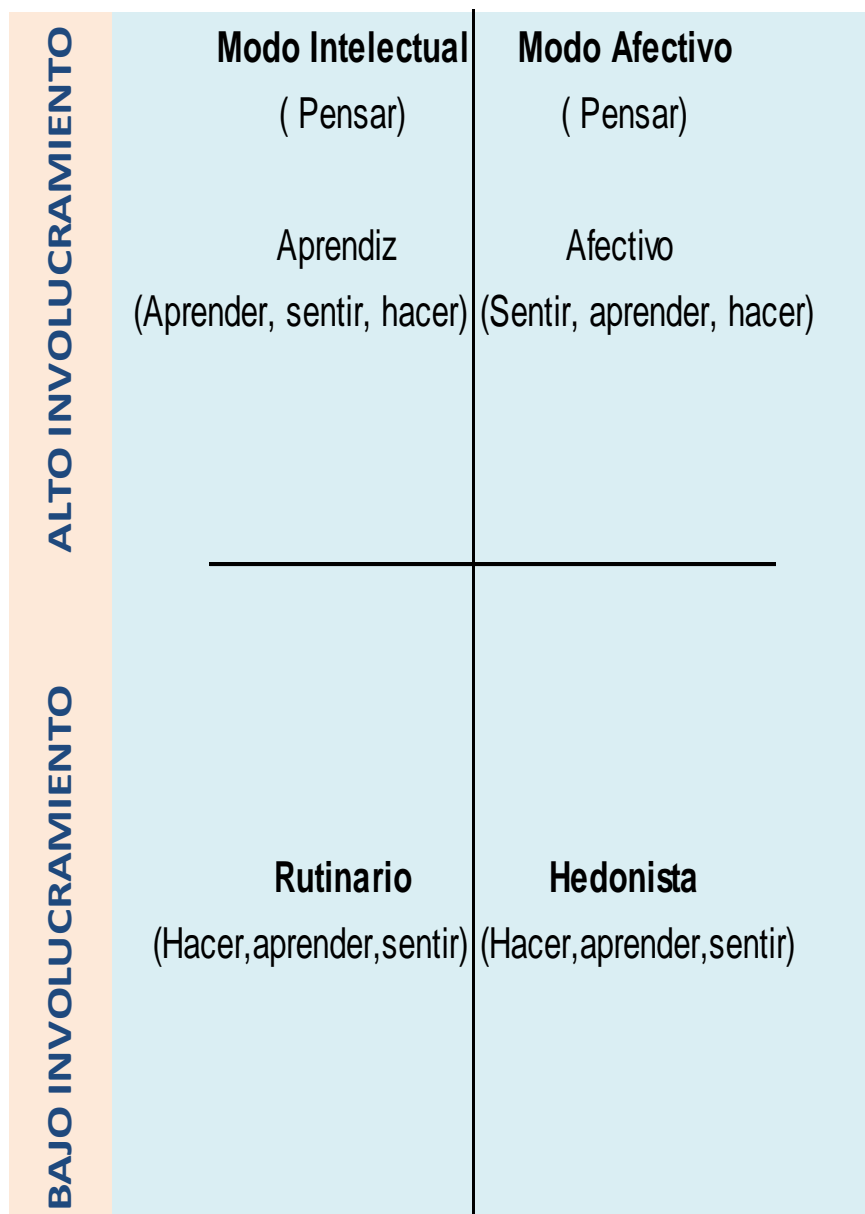 ALTO INVOLUCRAMIENTO
Modo Intelectual
( Pensar)
Aprendiz
(Aprender, sentir, hacer)
Modo Afectivo
( Pensar)
Afectivo
(Sentir, aprender, hacer)
BAJO INVOLUCRAMIENTO
Rutinario
(Hacer,aprender,sentir)
Hedonista
(Hacer,aprender,sentir)